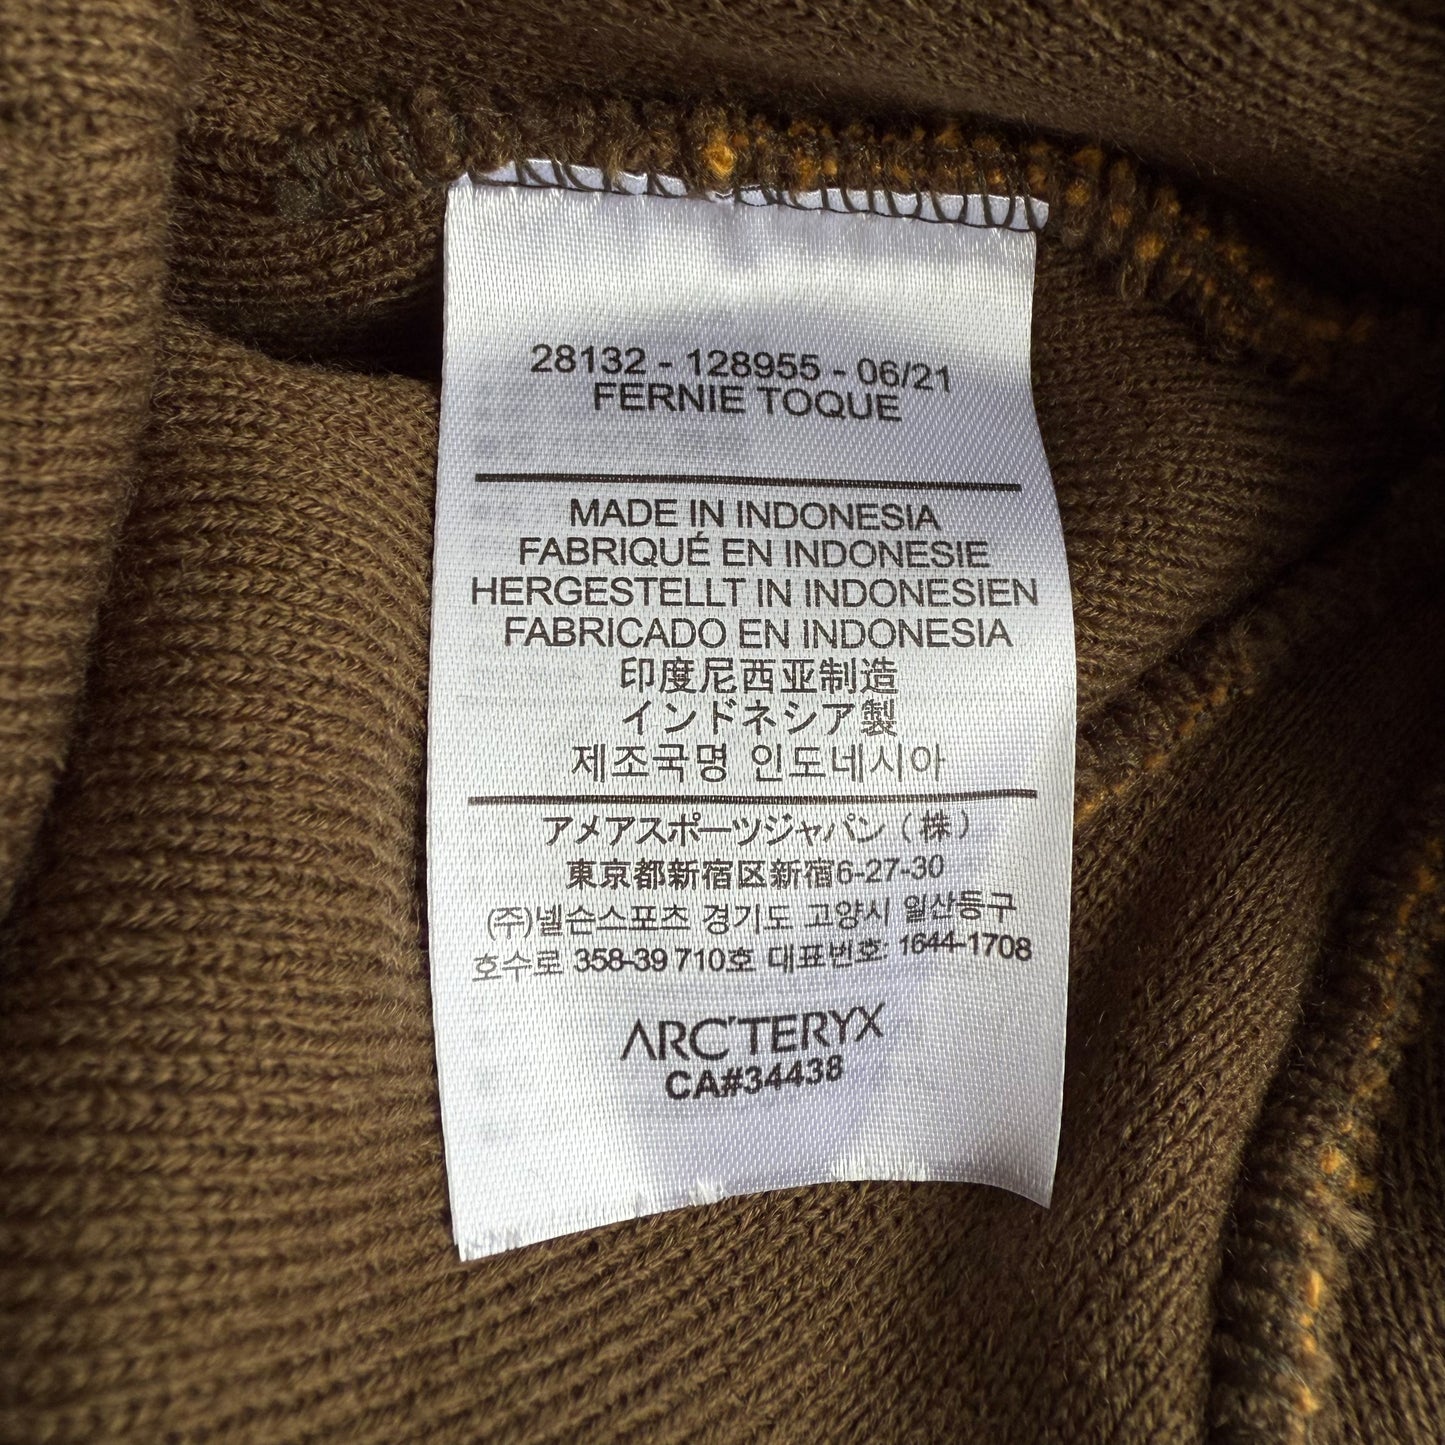 28132 - 128955 - 06/21
FERNIE TOQUE
MADE IN INDONESIA
FABRIQUÉ EN INDONESIE
HERGESTELLT IN INDONESIEN
FABRICADO EN INDONESIA
印度尼西亚制造
インドネシア製
제조국명 인도네시아
アメアスポーツジャパン（株）
東京都新宿区新宿6-27-30
(주)넬슨스포츠 경기도 고양시 일산동구
호수로 358-39 710호 대표번호: 1644-1708
ARC'TERYX
CA#34438